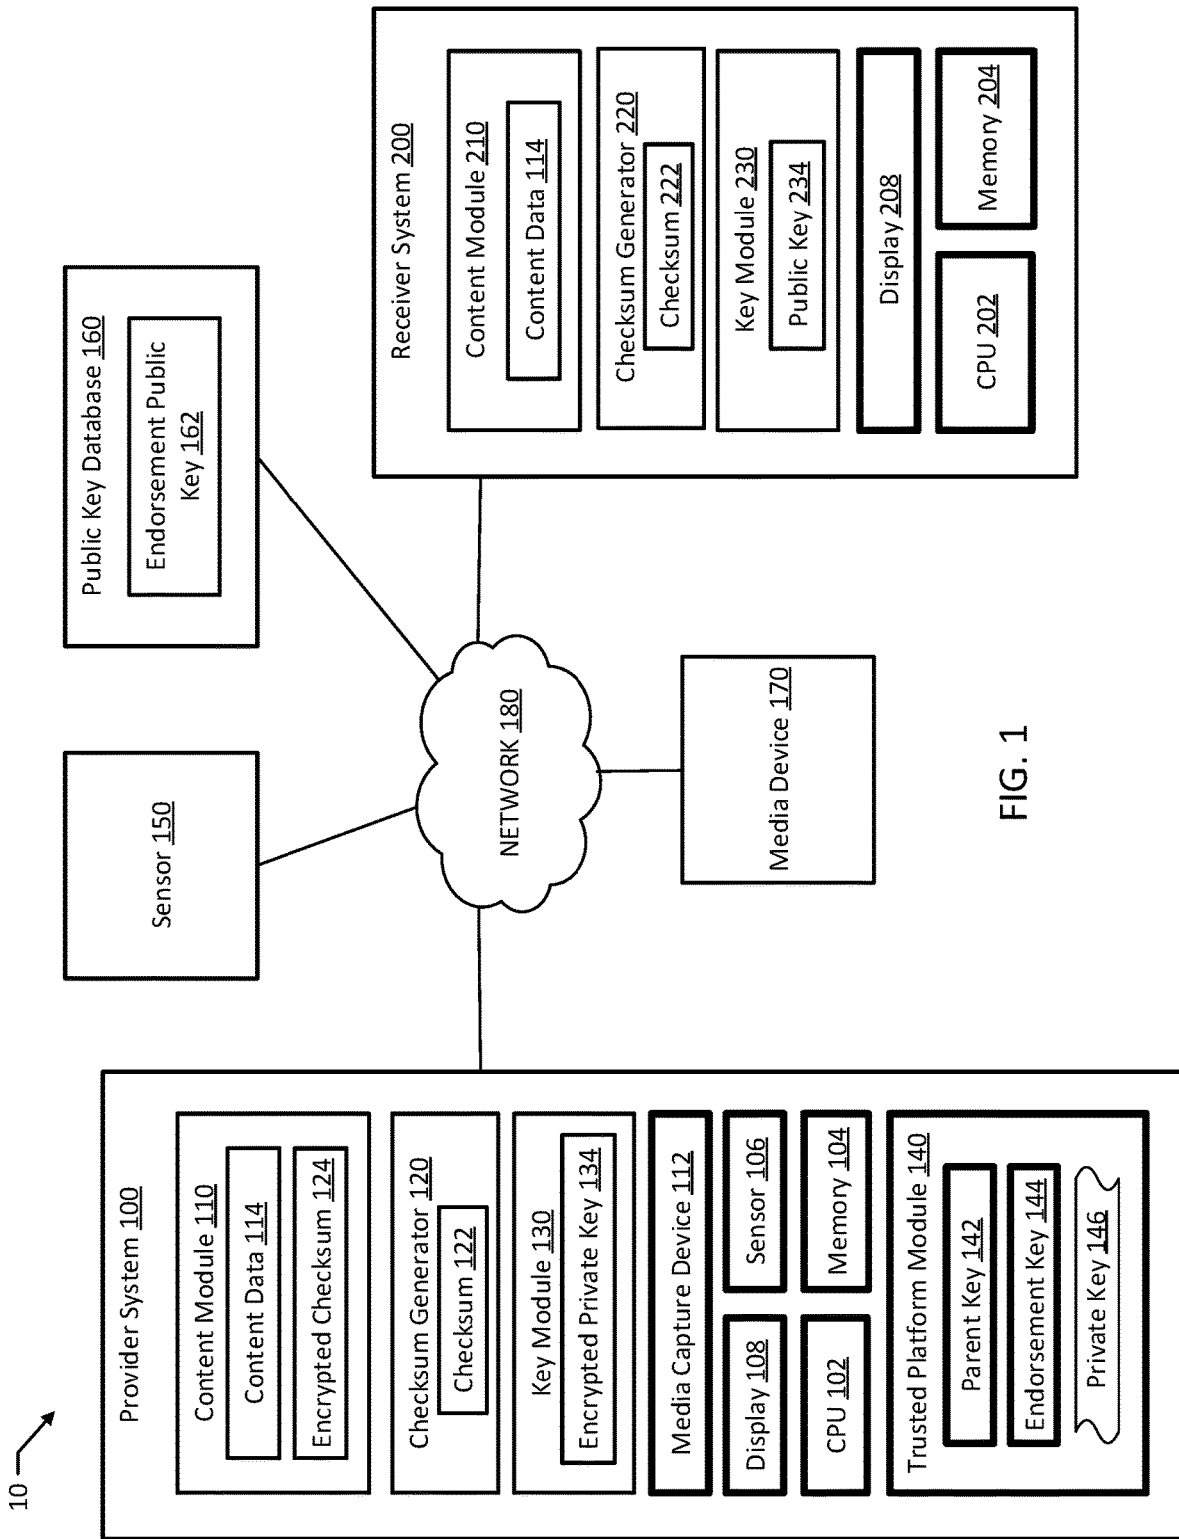 10
Provider System 100
Content Module 110
Content Data 114
Encrypted Checksum 124
Checksum Generator 120
Checksum 122
Key Module 130
Encrypted Private Key 134
Media Capture Device 112
Display 108
Sensor 106
CPU 102
Memory 104
Trusted Platform Module 140
Parent Key 142
Endorsement Key 144
Private Key 146
Sensor 150
Public Key Database 160
Endorsement Public
Key 162
NETWORK 180
Media Device 170
Receiver System 200
Content Module 210
Content Data 114
Checksum Generator 220
Checksum 222
Key Module 230
Public Key 234
Display 208
CPU 202
Memory 204
FIG. 1